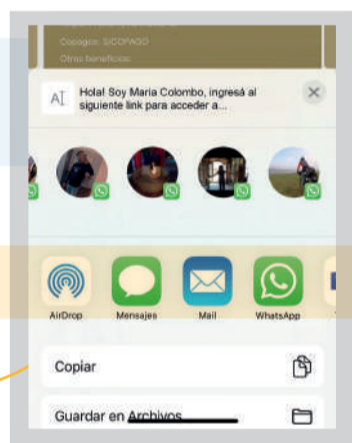 Copagos: S/COPAGO
Otros beneficios:
Hola! Soy Maria Colombo, ingresá al
siguiente link para acceder a...
AirDrop
Mensajes
Mail
WhatsApp
Copiar
Guardar en Archivos